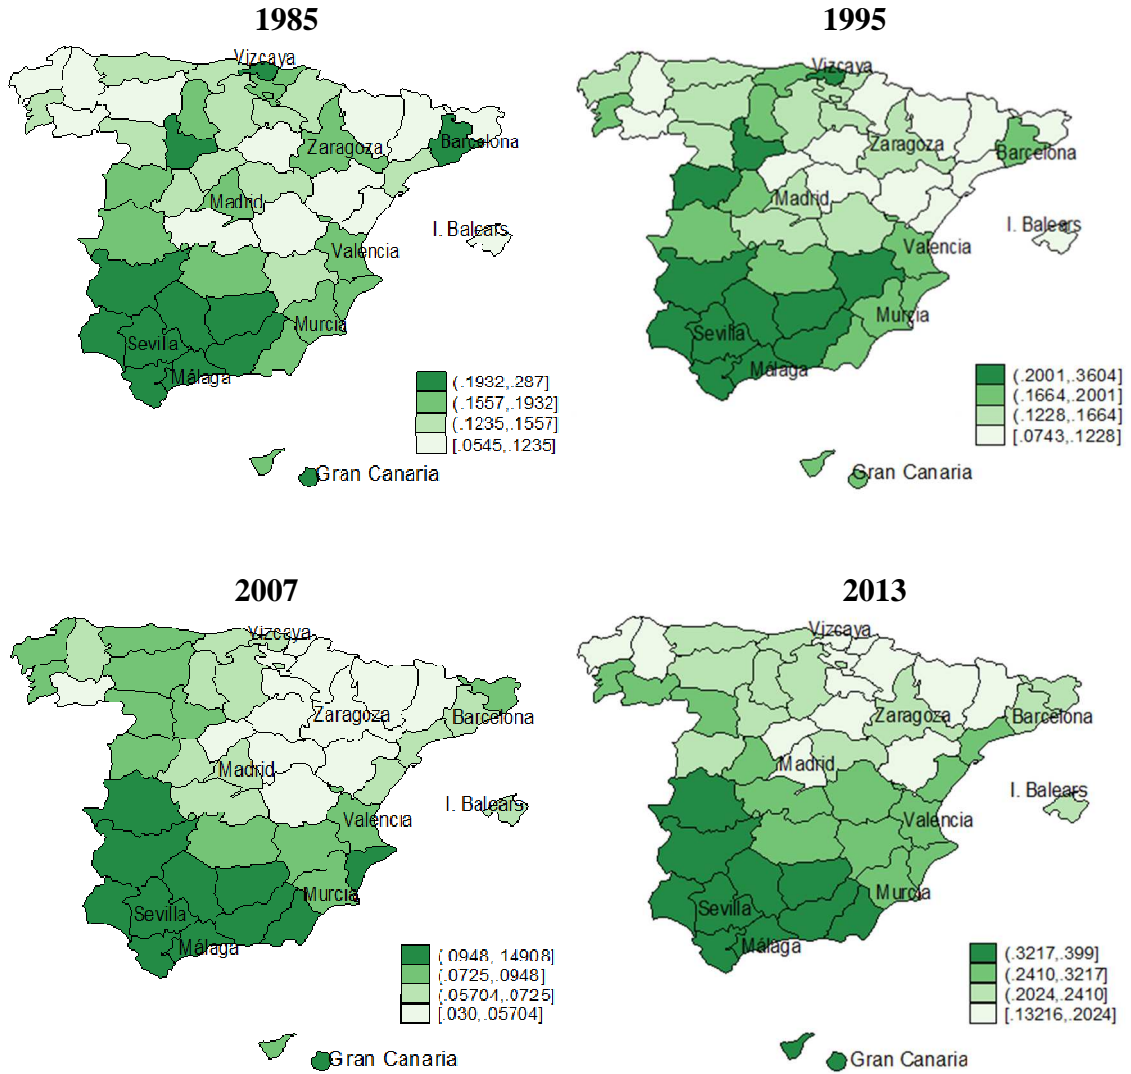 1985
Vizcaya
Barcelona
Zaragoza
Madrid
I. Balears
Valencia
Murcia
Sevilla
Málaga
(.1932,.287]
(.1557,.1932]
(.1235,.1557]
[.0545,.1235]
Gran Canaria
1995
Vizcaya
Zaragoza
Barcelona
Madrid
I. Balears
Valencia
Murcia
Sevilla
Málaga
(.2001,.3604]
(.1664,.2001]
(.1228,.1664]
[.0743,.1228]
Gran Canaria
2007
Vizcaya
Zaragoza
Barcelona
Madrid
I. Balears
Valencia
Murcia
Sevilla
Málaga
(.0948,.14908]
(.0725,.0948]
(.05704,.0725]
[.030,.05704]
Gran Canaria
2013
Vizcaya
Zaragoza
Barcelona
Madrid
I. Balears
Valencia
Murcia
Sevilla
Málaga
(.3217,.399]
(.2410,.3217]
(.2024,.2410]
[.13216,.2024]
Gran Canaria